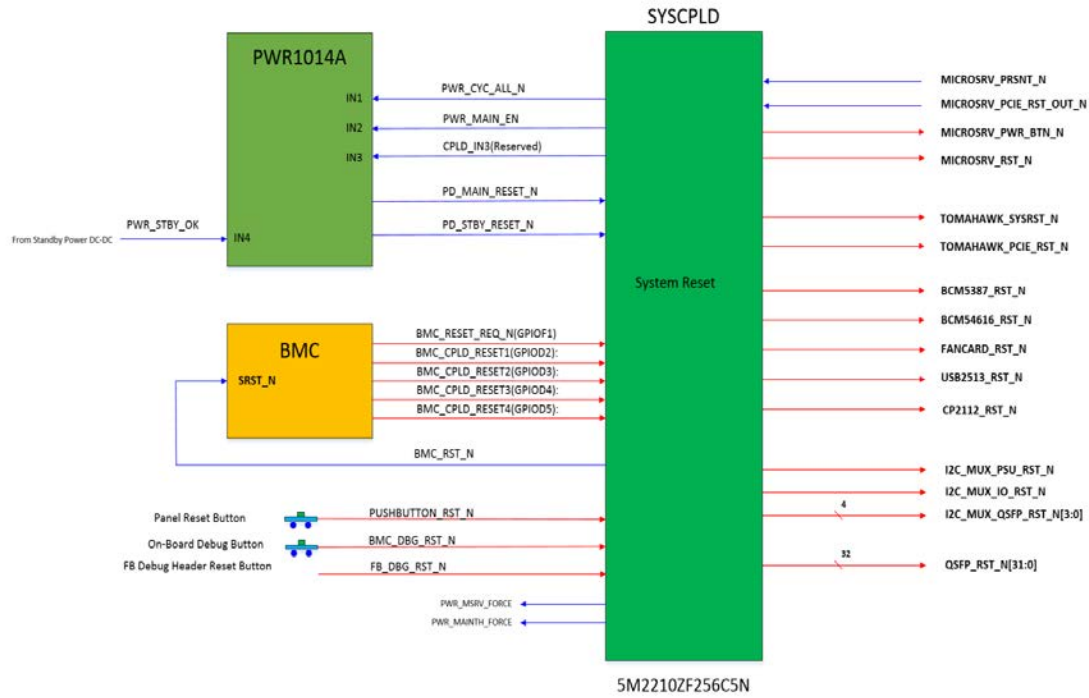 SYSCPLD
PWR1014A
IN1
IN2
IN3
IN4
PWR_CYC_ALL_N
PWR_MAIN_EN
CPLD_IN3(Reserved)
PD_MAIN_RESET_N
PD_STBY_RESET_N
From Standby Power DC-DC
PWR_STBY_OK
System Reset
BMC
SRST_N
BMC_RESET_REQ_N(GPIOF1)
BMC_CPLD_RESET1(GPIOD2):
BMC_CPLD_RESET2(GPIOD3):
BMC_CPLD_RESET3(GPIOD4):
BMC_CPLD_RESET4(GPIOD5):
BMC_RST_N
Panel Reset Button
PUSHBUTTON_RST_N
On-Board Debug Button
BMC_DBG_RST_N
FB Debug Header Reset Button
FB_DBG_RST_N
PWR_MSRV_FORCE
PWR_MAINTH_FORCE
MICROSRV_PRSNT_N
MICROSRV_PCIE_RST_OUT_N
MICROSRV_PWR_BTN_N
MICROSRV_RST_N
TOMAHAWK_SYSRST_N
TOMAHAWK_PCIE_RST_N
BCM5387_RST_N
BCM54616_RST_N
FANCARD_RST_N
USB2513_RST_N
CP2112_RST_N
I2C_MUX_PSU_RST_N
I2C_MUX_IO_RST_N
4
I2C_MUX_QSFP_RST_N[3:0]
32
QSFP_RST_N[31:0]
5M2210ZF256C5N